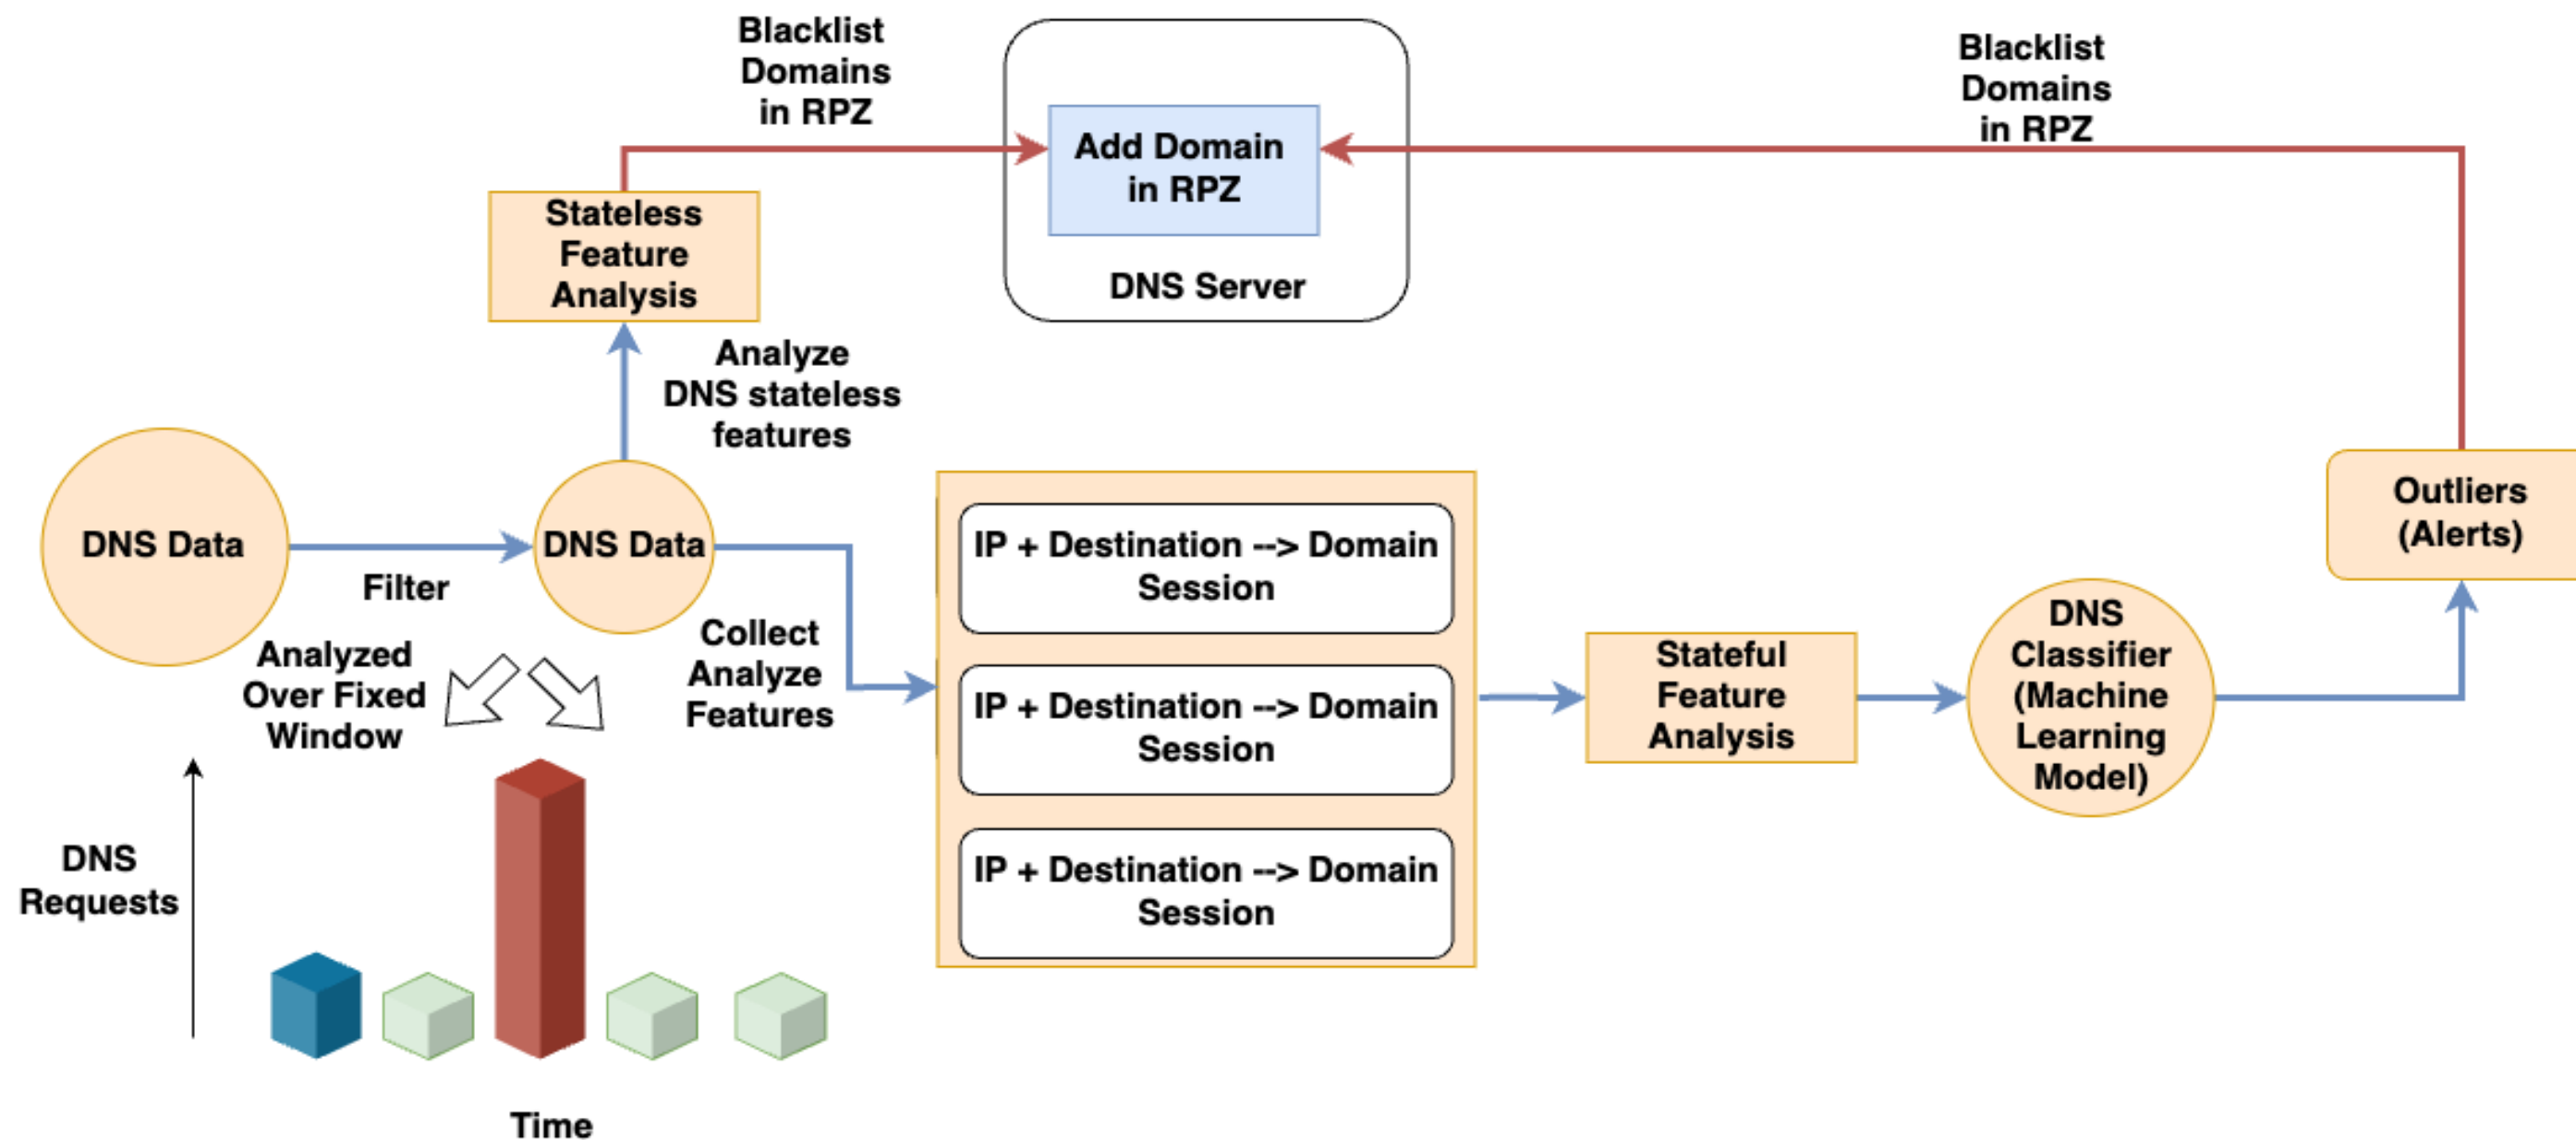 Blacklist
Domains
in RPZ
Add Domain
in RPZ
DNS Server
Blacklist
Domains
in RPZ
Stateless
Feature
Analysis
Analyze
DNS stateless
features
DNS Data
Filter
DNS Data
Collect
Analyze
Features
Analyzed
Over Fixed
Window
DNS
Requests
Time
IP + Destination --> Domain
Session
IP + Destination --> Domain
Session
IP + Destination --> Domain
Session
Stateful
Feature
Analysis
DNS
Classifier
(Machine
Learning
Model)
Outliers
(Alerts)